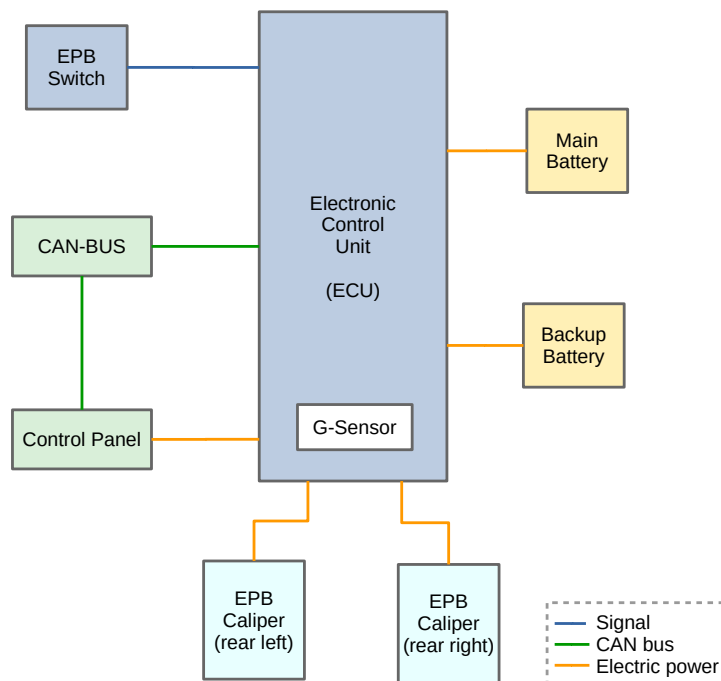 EPB
Switch
Electronic
Control
Unit
(ECU)
Main
Battery
CAN-BUS
Backup
Battery
G-Sensor
Control Panel
EPB
Caliper
(rear left)
EPB
Caliper
(rear right)
Signal
CAN bus
Electric power